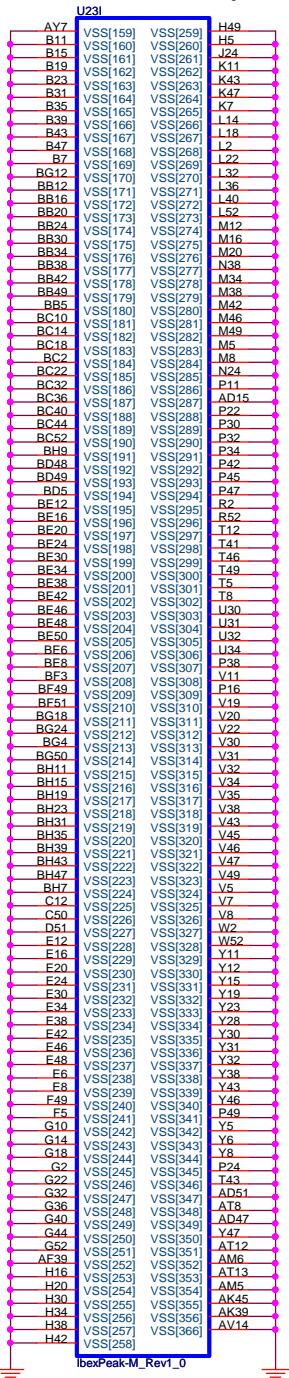 U23I
AY7 VSS[159] VSS[259] H49
B11 VSS[160] VSS[260] H5
B15 VSS[161] VSS[261] J24
B19 VSS[162] VSS[262] K11
B23 VSS[163] VSS[263] K43
B31 VSS[164] VSS[264] K47
B35 VSS[165] VSS[265] K7
B39 VSS[166] VSS[266] L14
B43 VSS[167] VSS[267] L18
B47 VSS[168] VSS[268] L2
B7 VSS[169] VSS[269] L22
BG12 VSS[170] VSS[270] L32
BB12 VSS[171] VSS[271] L36
BB16 VSS[172] VSS[272] L40
BB20 VSS[173] VSS[273] L52
BB24 VSS[174] VSS[274] M12
BB30 VSS[175] VSS[275] M16
BB34 VSS[176] VSS[276] M20
BB38 VSS[177] VSS[277] N38
BB42 VSS[178] VSS[278] M34
BB49 VSS[179] VSS[279] M38
BB5 VSS[180] VSS[280] M42
BC10 VSS[181] VSS[281] M46
BC14 VSS[182] VSS[282] M49
BC18 VSS[183] VSS[283] M5
BC2 VSS[184] VSS[284] M8
BC22 VSS[185] VSS[285] N24
BC32 VSS[186] VSS[286] P11
BC36 VSS[187] VSS[287] AD15
BC40 VSS[188] VSS[288] P22
BC44 VSS[189] VSS[289] P30
BC52 VSS[190] VSS[290] P32
BH9 VSS[191] VSS[291] P34
BD48 VSS[192] VSS[292] P42
BD49 VSS[193] VSS[293] P45
BD5 VSS[194] VSS[294] P47
BE12 VSS[195] VSS[295] R2
BE16 VSS[196] VSS[296] R52
BE20 VSS[197] VSS[297] T12
BE24 VSS[198] VSS[298] T41
BE30 VSS[199] VSS[299] T46
BE34 VSS[200] VSS[300] T49
BE38 VSS[201] VSS[301] T5
BE42 VSS[202] VSS[302] T8
BE46 VSS[203] VSS[303] U30
BE48 VSS[204] VSS[304] U31
BE50 VSS[205] VSS[305] U32
BE6 VSS[206] VSS[306] U34
BE8 VSS[207] VSS[307] P38
BF3 VSS[208] VSS[308] V11
BF49 VSS[209] VSS[309] P16
BF51 VSS[210] VSS[310] V19
BG18 VSS[211] VSS[311] V20
BG24 VSS[212] VSS[312] V22
BG4 VSS[213] VSS[313] V30
BG50 VSS[214] VSS[314] V31
BH11 VSS[215] VSS[315] V32
BH15 VSS[216] VSS[316] V34
BH19 VSS[217] VSS[317] V35
BH23 VSS[218] VSS[318] V38
BH31 VSS[219] VSS[319] V43
BH35 VSS[220] VSS[320] V45
BH39 VSS[221] VSS[321] V46
BH43 VSS[222] VSS[322] V47
BH47 VSS[223] VSS[323] V49
BH7 VSS[224] VSS[324] V5
C12 VSS[225] VSS[325] V7
C50 VSS[226] VSS[326] V8
D51 VSS[227] VSS[327] W2
E12 VSS[228] VSS[328] W52
E16 VSS[229] VSS[329] Y11
E20 VSS[230] VSS[330] Y12
E24 VSS[231] VSS[331] Y15
E30 VSS[232] VSS[332] Y19
E34 VSS[233] VSS[333] Y23
E38 VSS[234] VSS[334] Y28
E42 VSS[235] VSS[335] Y30
E46 VSS[236] VSS[336] Y31
E48 VSS[237] VSS[337] Y32
E6 VSS[238] VSS[338] Y38
E8 VSS[239] VSS[339] Y43
F49 VSS[240] VSS[340] Y46
F5 VSS[241] VSS[341] P49
G10 VSS[242] VSS[342] Y5
G14 VSS[243] VSS[343] Y6
G18 VSS[244] VSS[344] Y8
G2 VSS[245] VSS[345] P24
G22 VSS[246] VSS[346] T43
G32 VSS[247] VSS[347] AD51
G36 VSS[248] VSS[348] AT8
G40 VSS[249] VSS[349] AD47
G44 VSS[250] VSS[350] Y47
G52 VSS[251] VSS[351] AT12
AF39 VSS[252] VSS[352] AM6
H16 VSS[253] VSS[353] AT13
H20 VSS[254] VSS[354] AM5
H30 VSS[255] VSS[355] AK45
H34 VSS[256] VSS[356] AK39
H38 VSS[257] VSS[366] AV14
H42 VSS[258]
IbexPeak-M_Rev1_0